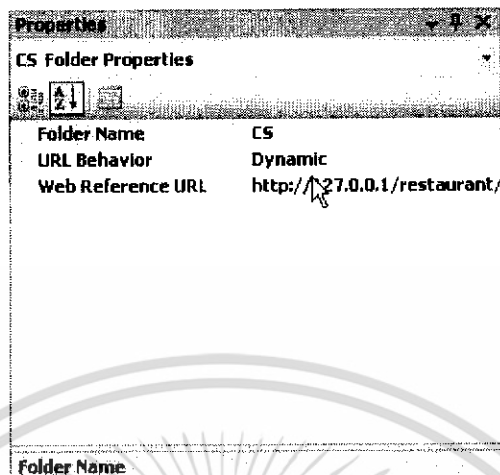 Properties
CS Folder Properties
Folder Name CS
URL Behavior Dynamic
Web Reference URL http://127.0.0.1/restaurant/
Folder Name